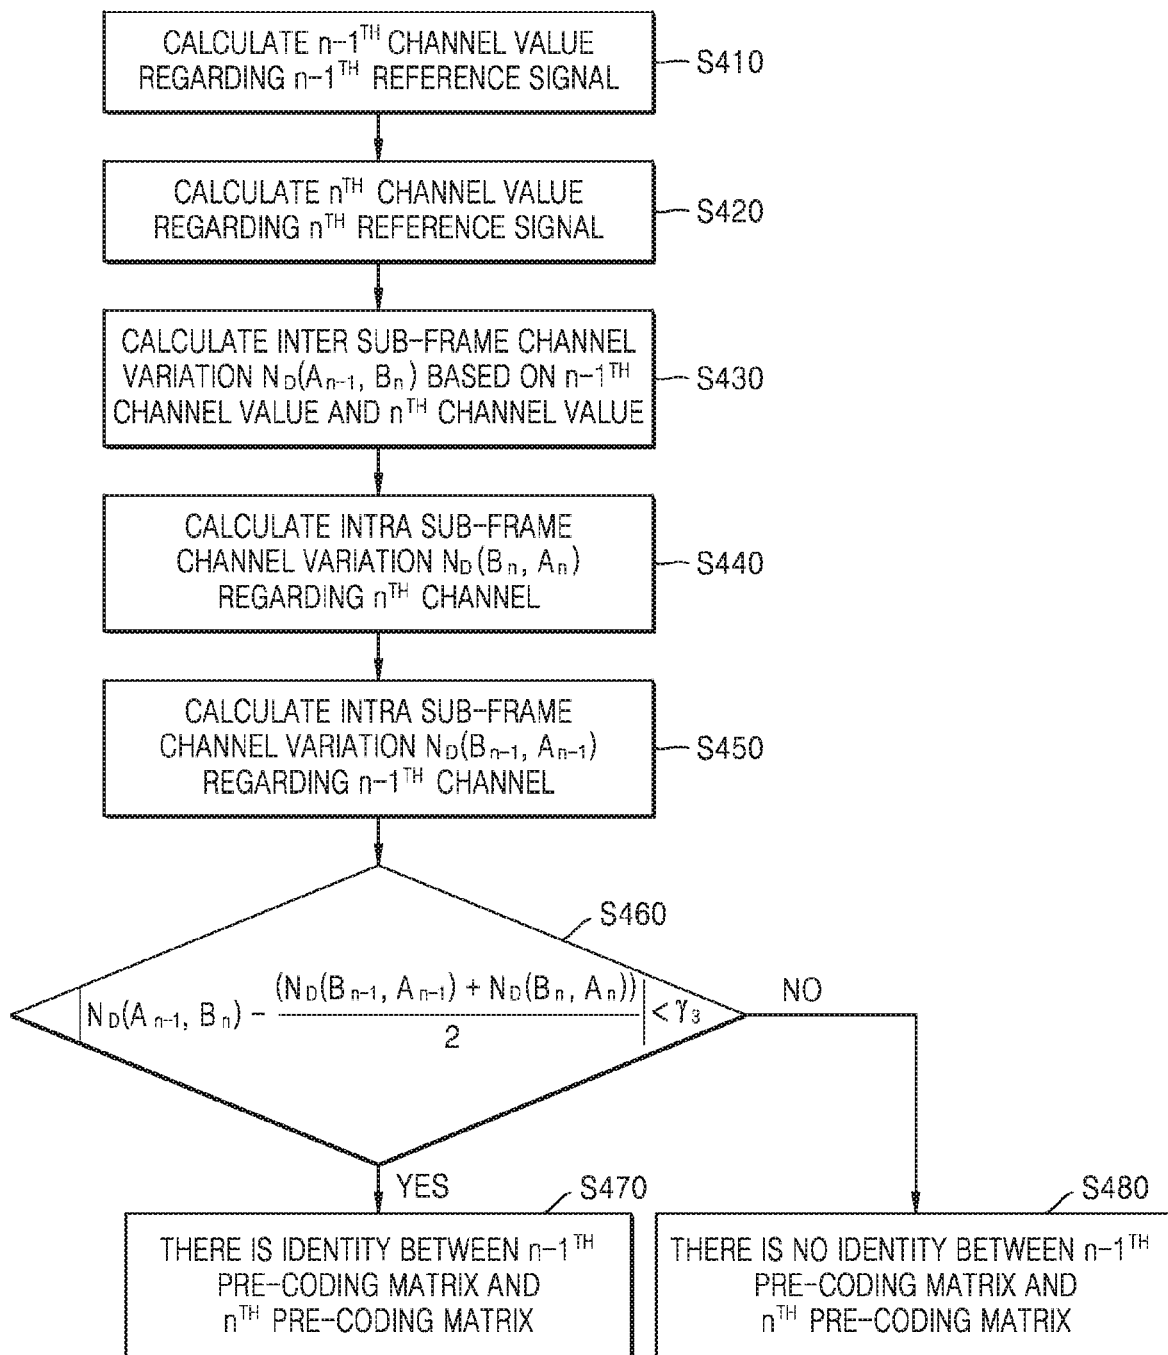 CALCULATE n-1TH CHANNEL VALUE
REGARDING n-1TH REFERENCE SIGNAL
S410
CALCULATE nTH CHANNEL VALUE
REGARDING nTH REFERENCE SIGNAL
S420
CALCULATE INTER SUB-FRAME CHANNEL
VARIATION ND(An-1, Bn) BASED ON n-1TH
CHANNEL VALUE AND nTH CHANNEL VALUE
S430
CALCULATE INTRA SUB-FRAME
CHANNEL VARIATION ND(Bn, An)
REGARDING nTH CHANNEL
S440
CALCULATE INTRA SUB-FRAME
CHANNEL VARIATION ND(Bn-1, An-1)
REGARDING n-1TH CHANNEL
S450
S460
|ND(An-1, Bn) - (ND(Bn-1, An-1) + ND(Bn, An))/2| < γ3
NO
YES
S470
THERE IS IDENTITY BETWEEN n-1TH
PRE-CODING MATRIX AND
nTH PRE-CODING MATRIX
S480
THERE IS NO IDENTITY BETWEEN n-1TH
PRE-CODING MATRIX AND
nTH PRE-CODING MATRIX